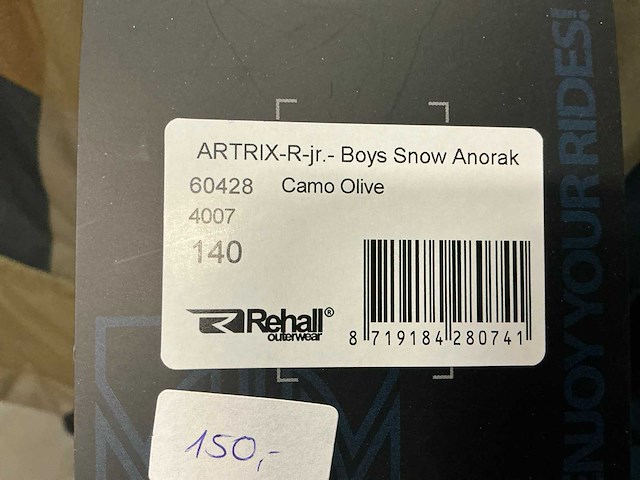 ARTRIX-R-jr.- Boys Snow Anorak
60428 Camo Olive
4007
140
Rehall®
outerwear
8 719184 280741
150,-
ENJOY YOUR RIDES!